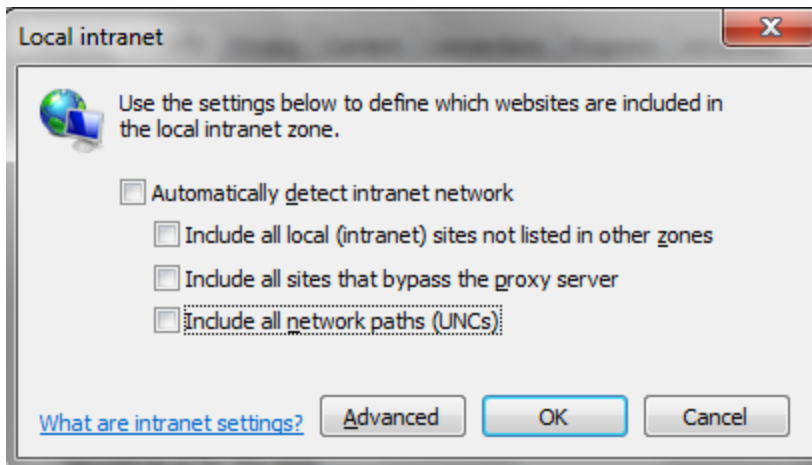 Local intranet
Use the settings below to define which websites are included in
the local intranet zone.
Automatically detect intranet network
Include all local (intranet) sites not listed in other zones
Include all sites that bypass the proxy server
Include all network paths (UNCs)
What are intranet settings?
Advanced
OK
Cancel